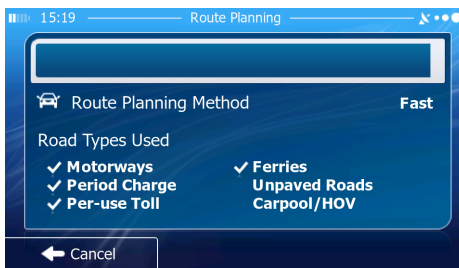 15:19 Route Planning
Route Planning Method Fast
Road Types Used
Motorways Ferries
Period Charge Unpaved Roads
Per-use Toll Carpool/HOV
Cancel